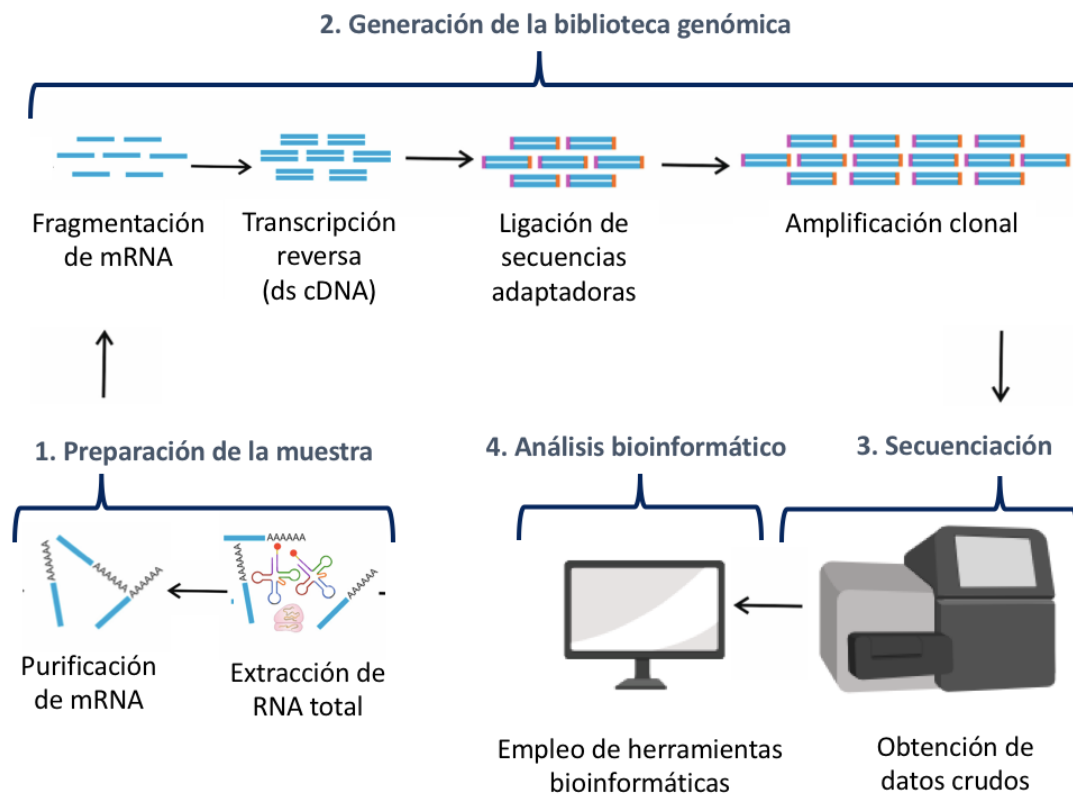 2. Generación de la biblioteca genómica
Fragmentación
de mRNA
Transcripción
reversa
(ds cDNA)
Ligación de
secuencias
adaptadoras
Amplificación clonal
1. Preparación de la muestra
4. Análisis bioinformático
3. Secuenciación
AAAAAA
AAAAAA
AAAAAA
AAAAAA
AAAAAA
AAAAAA
Purificación
de mRNA
Extracción de
RNA total
Empleo de herramientas
bioinformáticas
Obtención de
datos crudos